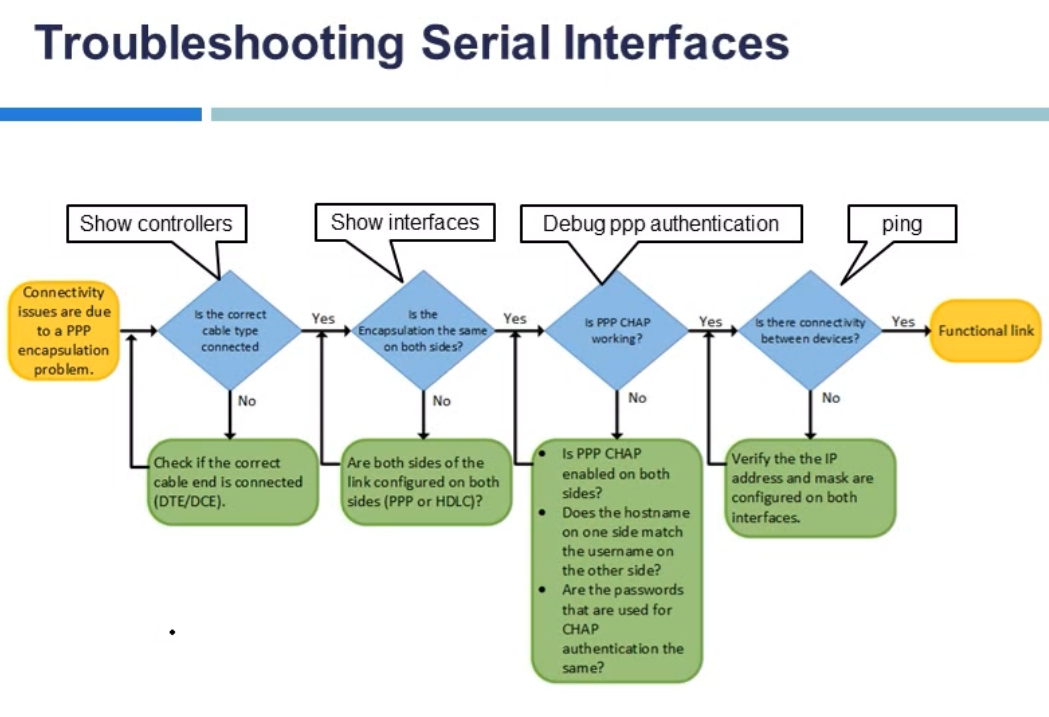 Troubleshooting Serial Interfaces
Show controllers
Show interfaces
Debug ppp authentication
ping
Connectivity
issues are due
to a PPP
encapsulation
problem.
Is the correct
cable type
connected
Yes
Is the
Encapsulation the same
on both sides?
Yes
Is PPP CHAP
working?
Yes
Is there connectivity
between devices?
Yes
Functional link
No
No
No
No
Check if the correct
cable end is connected
(DTE/DCE).
Are both sides of the
link configured on both
sides (PPP or HDLC)?
• Is PPP CHAP
enabled on both
sides?
• Does the hostname
on one side match
the username on
the other side?
• Are the passwords
that are used for
CHAP
authentication the
same?
Verify the the IP
address and mask are
configured on both
interfaces.